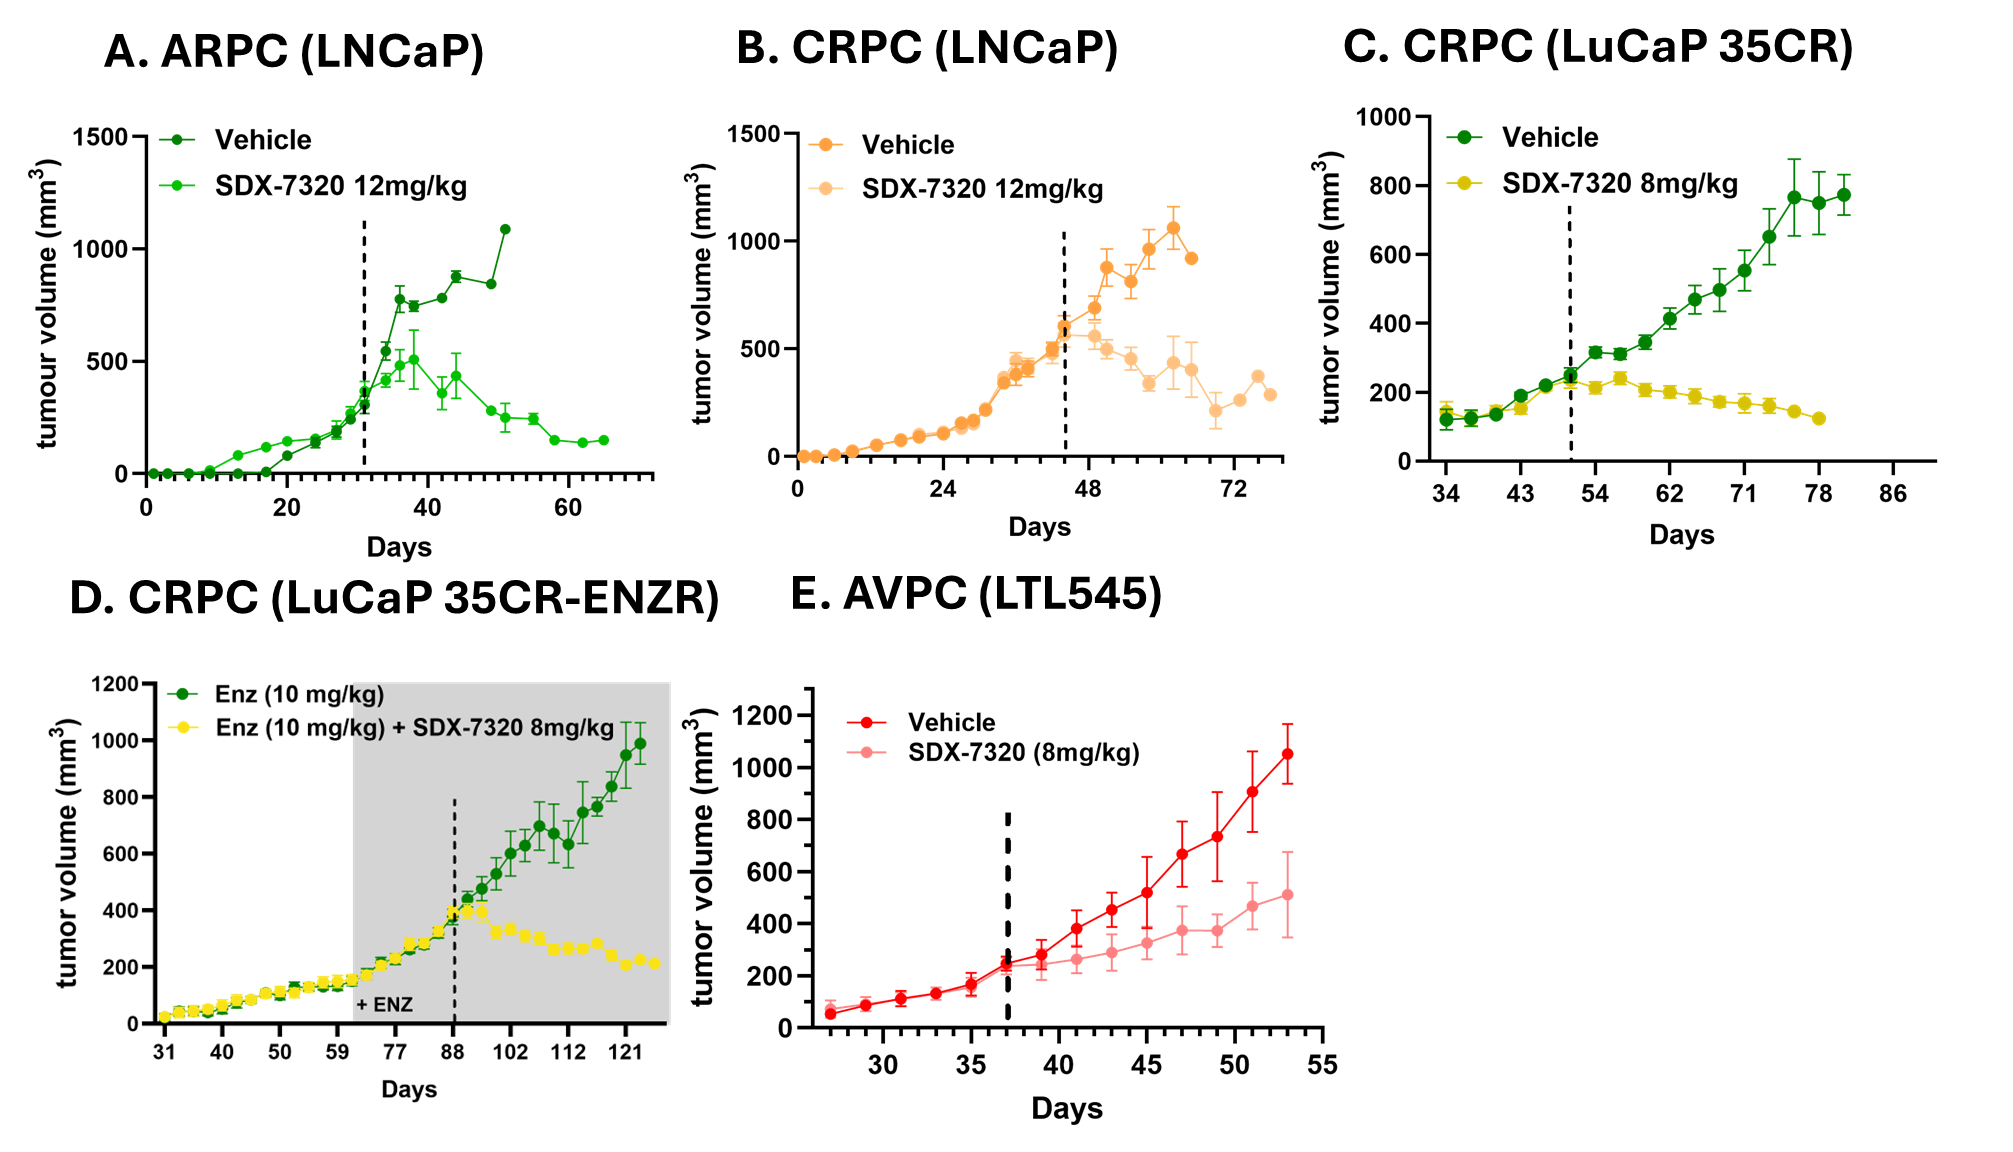 A. ARPC (LNCaP)
1500
1000
500
0
0 20 40 60
tumour volume (mm³)
Days
Vehicle
SDX-7320 12mg/kg
B. CRPC (LNCaP)
1500
1000
500
0
0 24 48 72
tumor volume (mm³)
Days
Vehicle
SDX-7320 12mg/kg
C. CRPC (LuCaP 35CR)
1000
800
600
400
200
0
34 43 54 62 71 78 86
tumor volume (mm³)
Days
Vehicle
SDX-7320 8mg/kg
D. CRPC (LuCaP 35CR-ENZR)
1200
1000
800
600
400
200
0
31 40 50 59 77 88 102 112 121
tumor volume (mm³)
Days
Enz (10 mg/kg)
Enz (10 mg/kg) + SDX-7320 8mg/kg
+ ENZ
E. AVPC (LTL545)
1200
1000
800
600
400
200
0
30 35 40 45 50 55
tumor volume (mm³)
Days
Vehicle
SDX-7320 (8mg/kg)